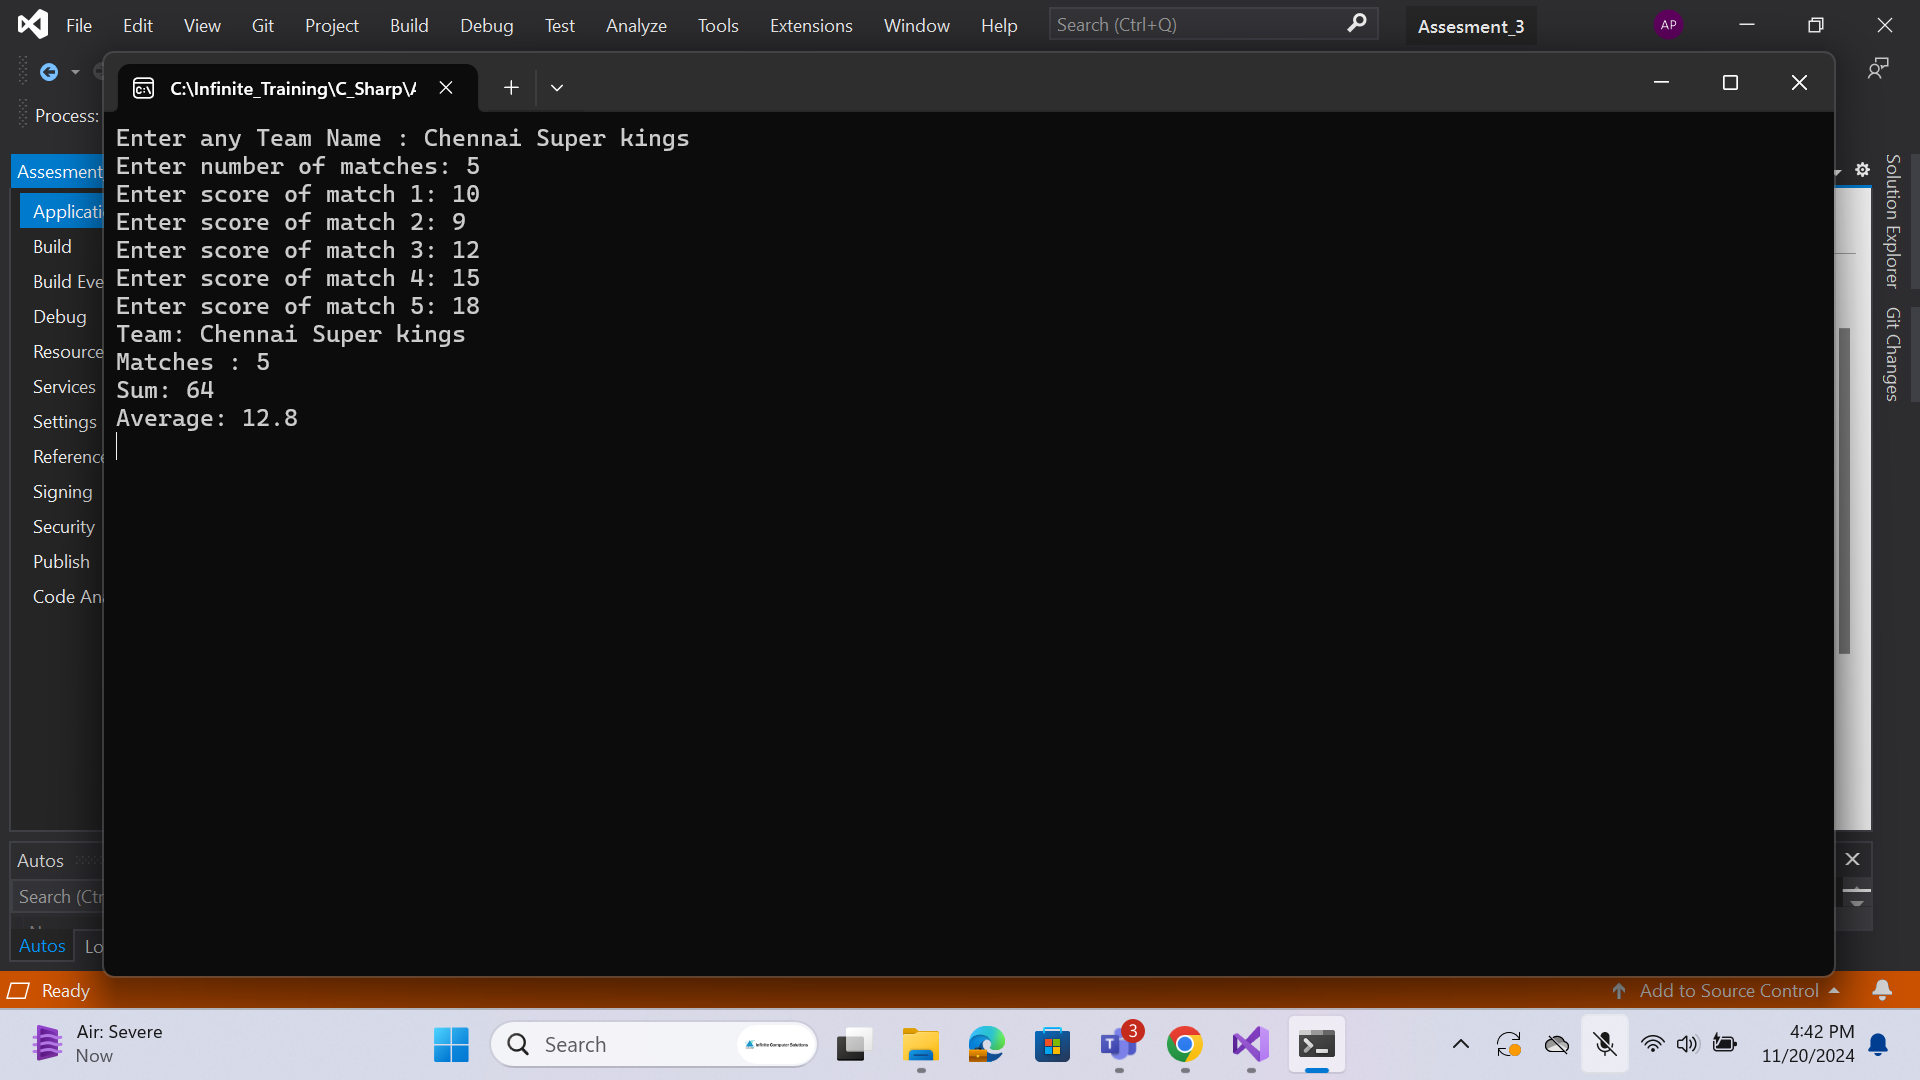 File Edit View Git Project Build Debug Test Analyze Tools Extensions Window Help Search (Ctrl+Q) Assesment_3 AP
C:\Infinite_Training\C_Sharp\
Process:
Enter any Team Name : Chennai Super kings
Enter number of matches: 5
Enter score of match 1: 10
Enter score of match 2: 9
Enter score of match 3: 12
Enter score of match 4: 15
Enter score of match 5: 18
Team: Chennai Super kings
Matches : 5
Sum: 64
Average: 12.8
Assesment
Applicati
Build
Build Eve
Debug
Resource
Services
Settings
Reference
Signing
Security
Publish
Code An
Solution Explorer
Git Changes
Autos
Search (Ctr
Autos Lo
Ready
Add to Source Control
Air: Severe
Now
Search
Infinite Computer Solutions
3
4:42 PM
11/20/2024